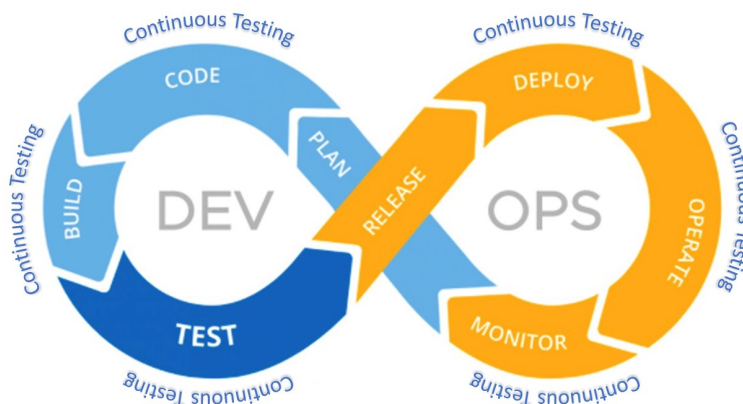 Continuous Testing
Continuous Testing
CODE
DEPLOY
Continuous Testing
PLAN
Continuous Testing
BUILD
DEV
RELEASE
OPS
OPERATE
TEST
MONITOR
Continuous Testing
Continuous Testing